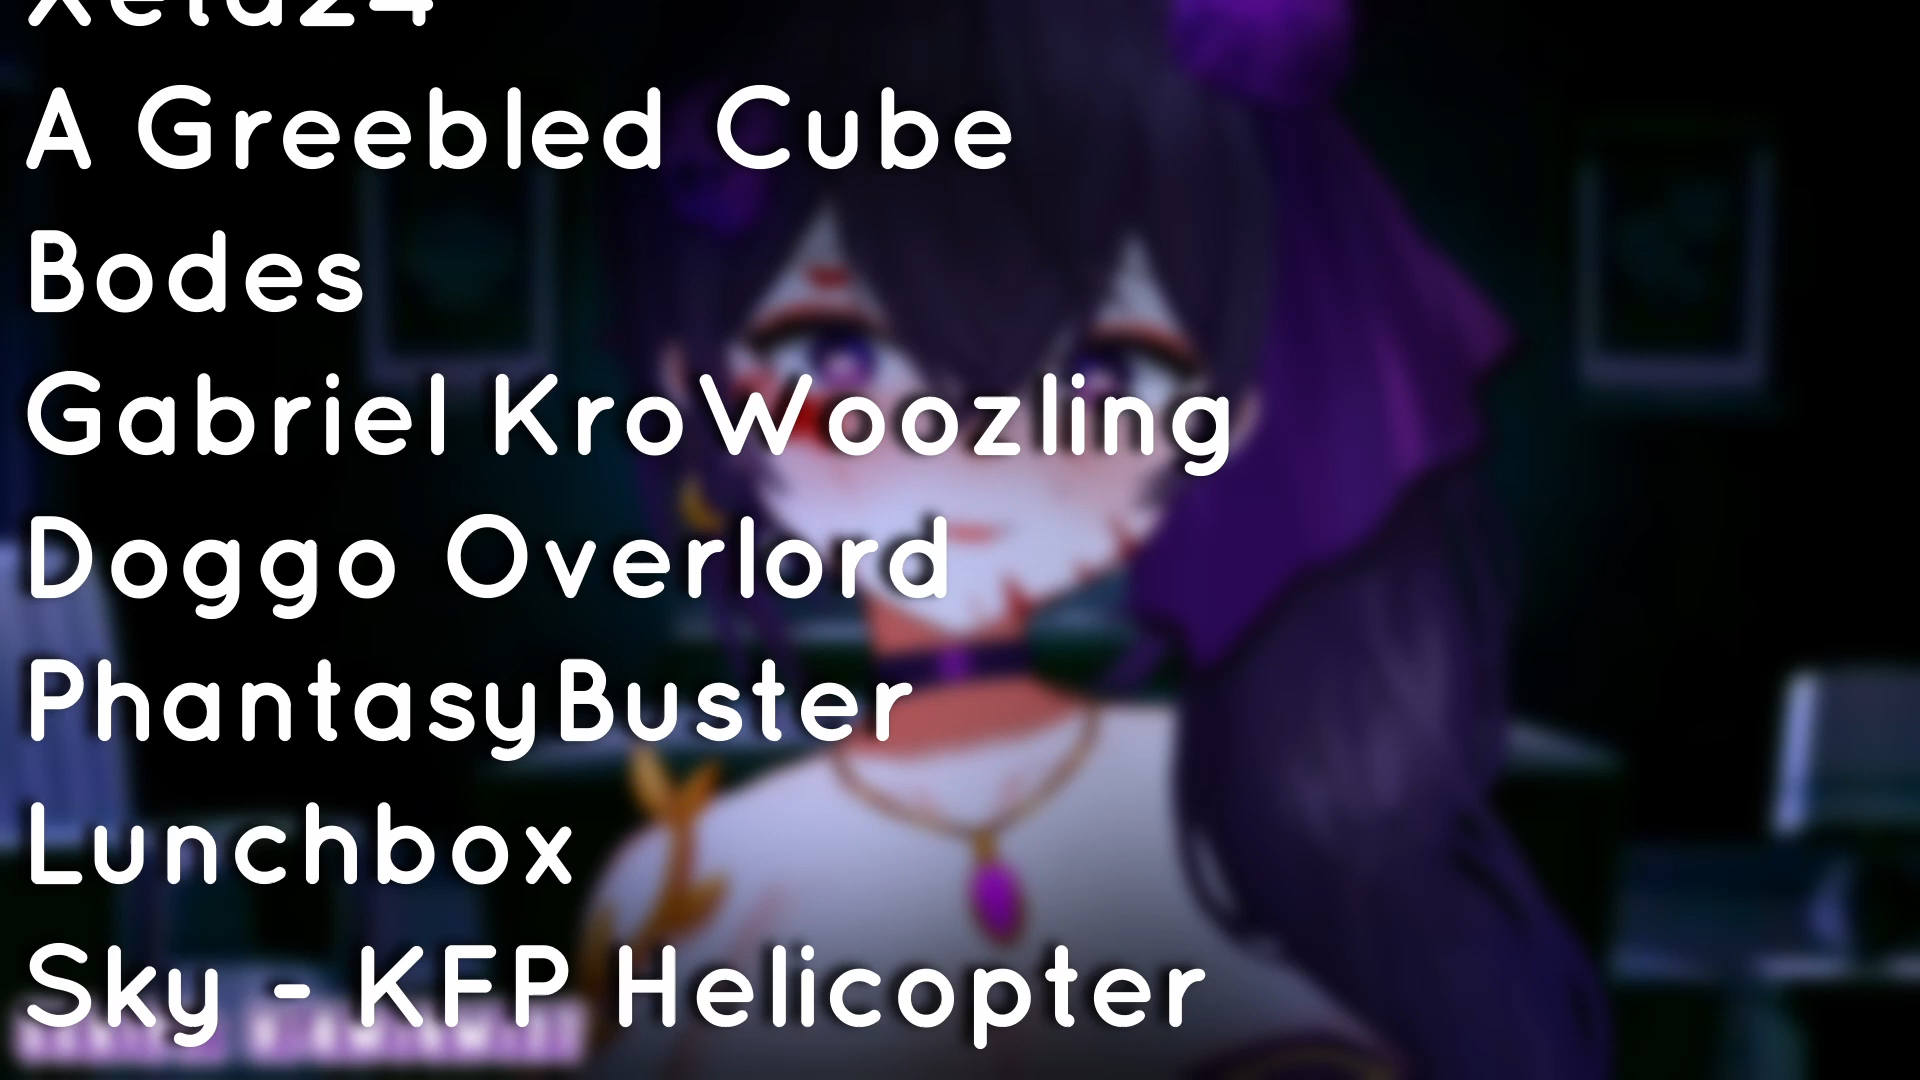 A Greebled Cube
Bodes
Gabriel KroWoozling
Doggo Overlord
PhantasyBuster
Lunchbox
Sky - KFP Helicopter